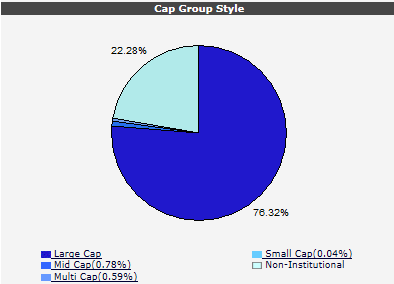 Cap Group Style
22.28%
76.32%
Large Cap
Small Cap(0.04%)
Mid Cap(0.78%)
Non-Institutional
Multi Cap(0.59%)